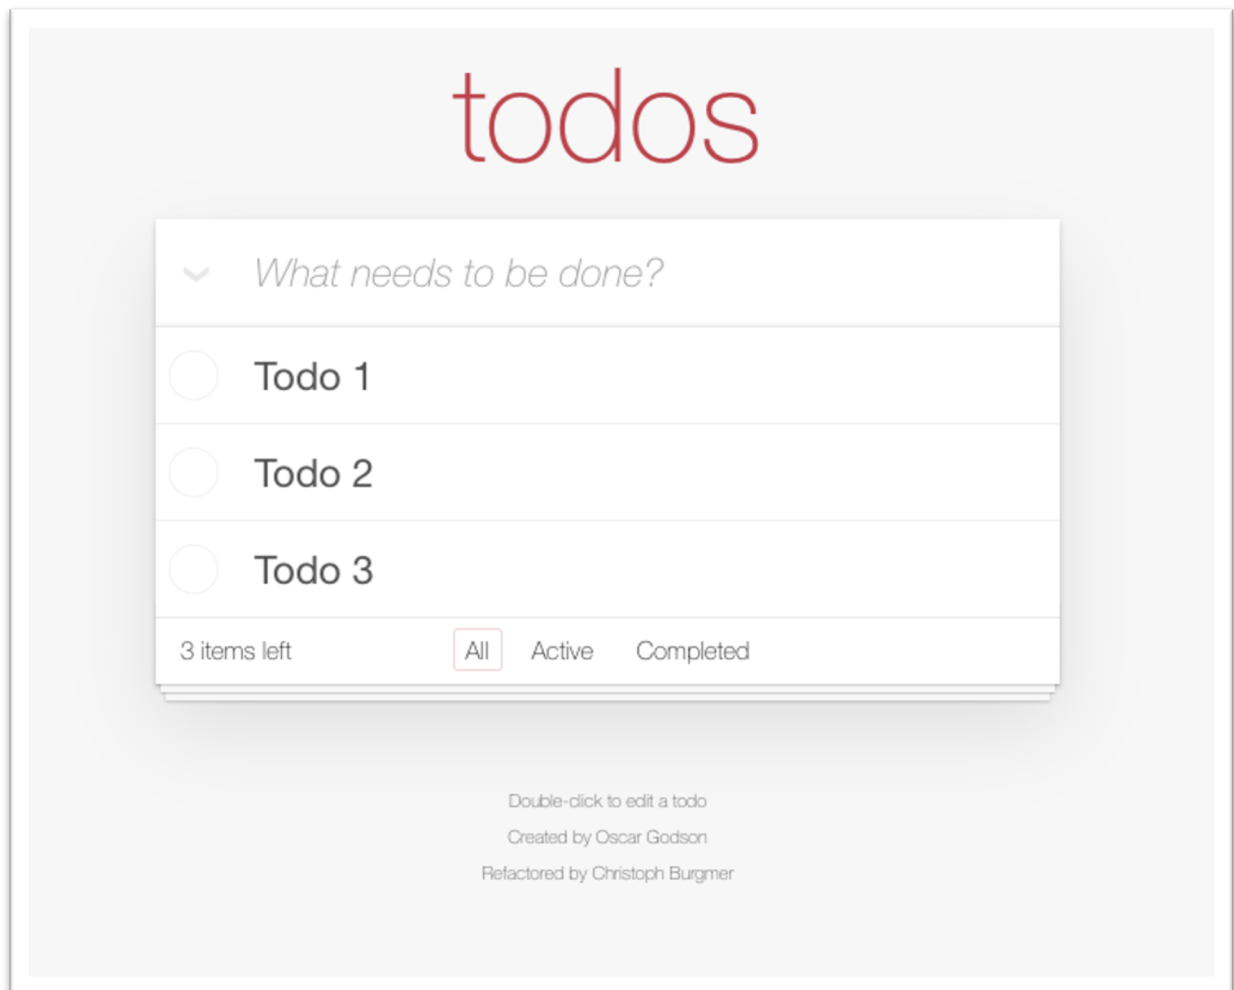 todos
What needs to be done?
Todo 1
Todo 2
Todo 3
3 items left All Active Completed
Double-click to edit a todo
Created by Oscar Godson
Refactored by Christoph Burgmer